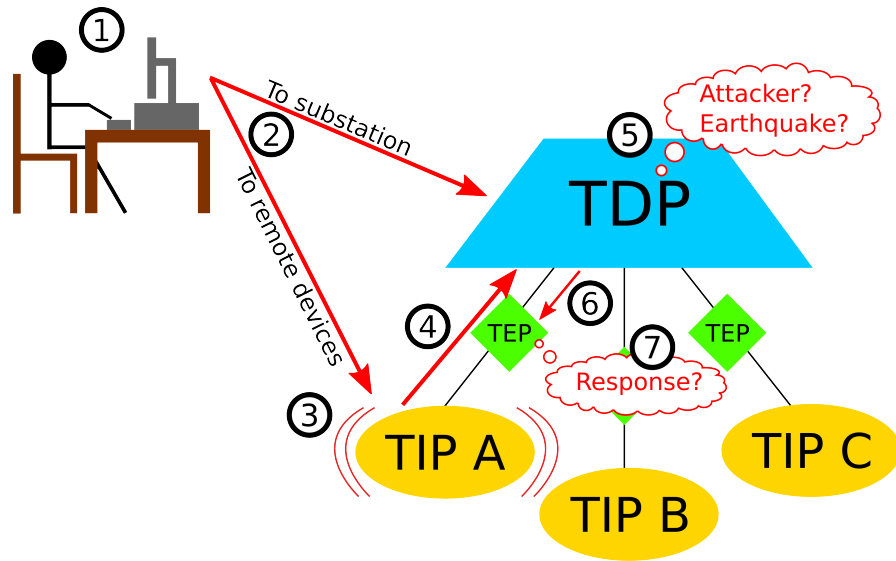 1
To substation
2
To remote devices
Attacker?
Earthquake?
5
TDP
6
4
TEP
TEP
7
Response?
3
TIP A
TIP B
TIP C